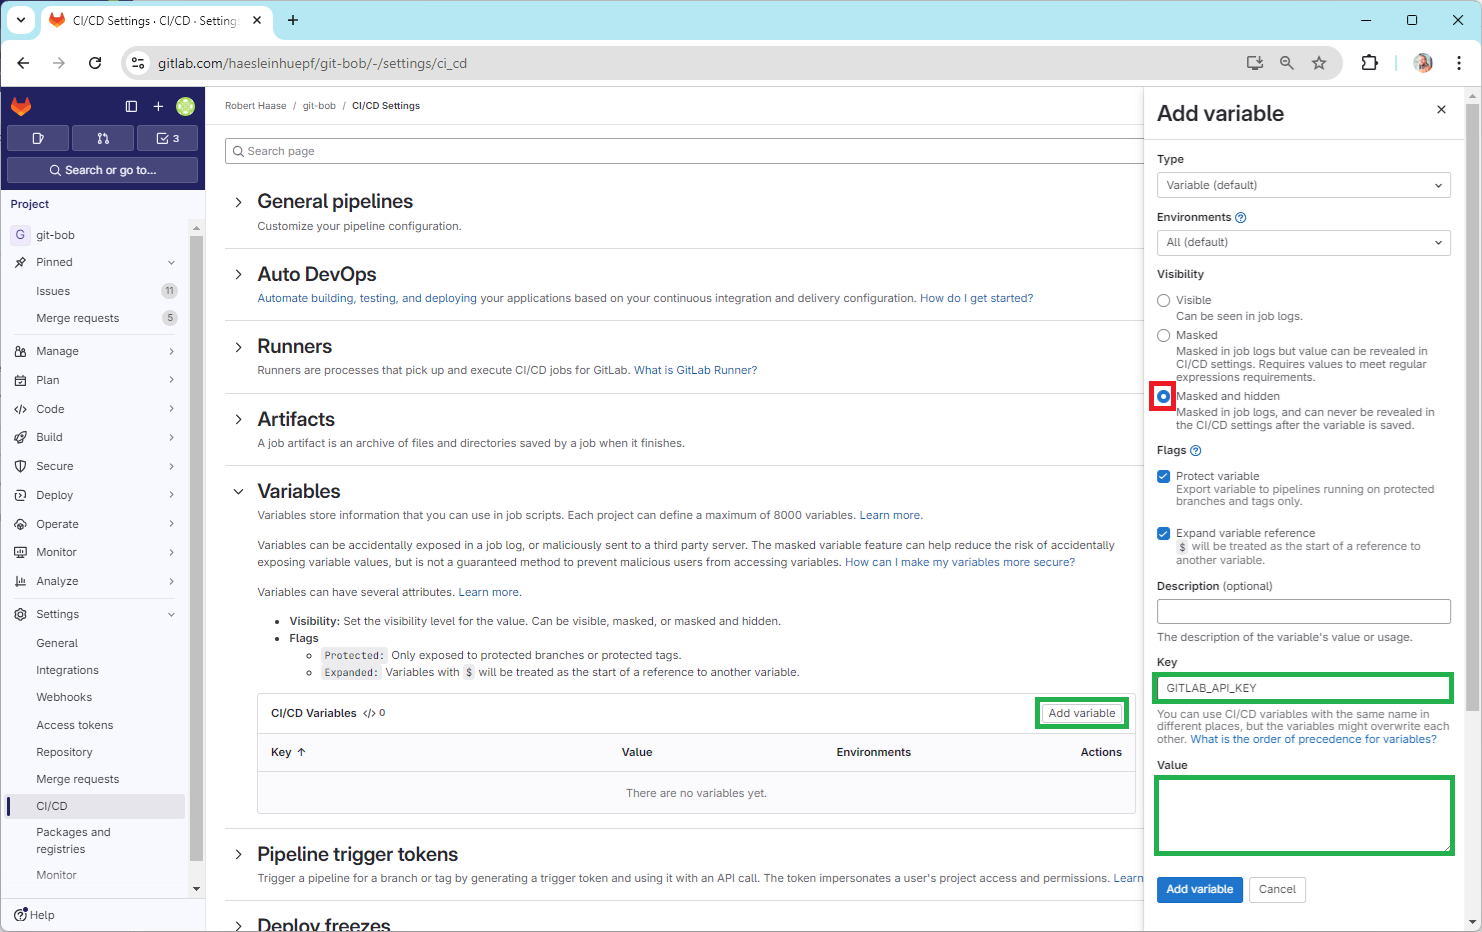 CI/CD Settings · CI/CD · Settings
gitlab.com/haesleinhuepf/git-bob/-/settings/ci_cd
3
Search or go to...
Project
G git-bob
Pinned
Issues 11
Merge requests 5
Manage
Plan
Code
Build
Secure
Deploy
Operate
Monitor
Analyze
Settings
General
Integrations
Webhooks
Access tokens
Repository
Merge requests
CI/CD
Packages and
registries
Monitor
Help
Robert Haase / git-bob / CI/CD Settings
Search page
General pipelines
Customize your pipeline configuration.
Auto DevOps
Automate building, testing, and deploying your applications based on your continuous integration and delivery configuration. How do I get started?
Runners
Runners are processes that pick up and execute CI/CD jobs for GitLab. What is GitLab Runner?
Artifacts
A job artifact is an archive of files and directories saved by a job when it finishes.
Variables
Variables store information that you can use in job scripts. Each project can define a maximum of 8000 variables. Learn more.
Variables can be accidentally exposed in a job log, or maliciously sent to a third party server. The masked variable feature can help reduce the risk of accidentally
exposing variable values, but is not a guaranteed method to prevent malicious users from accessing variables. How can I make my variables more secure?
Variables can have several attributes. Learn more.
• Visibility: Set the visibility level for the value. Can be visible, masked, or masked and hidden.
• Flags
Protected: Only exposed to protected branches or protected tags.
Expanded: Variables with $ will be treated as the start of a reference to another variable.
CI/CD Variables </> 0
Add variable
Key ↑ Value Environments Actions
There are no variables yet.
Pipeline trigger tokens
Trigger a pipeline for a branch or tag by generating a trigger token and using it with an API call. The token impersonates a user's project access and permissions. Learn
Deploy freezes
Add variable
Type
Variable (default)
Environments
All (default)
Visibility
Visible
Can be seen in job logs.
Masked
Masked in job logs but value can be revealed in
CI/CD settings. Requires values to meet regular
expressions requirements.
Masked and hidden
Masked in job logs, and can never be revealed in
the CI/CD settings after the variable is saved.
Flags
Protect variable
Export variable to pipelines running on protected
branches and tags only.
Expand variable reference
$ will be treated as the start of a reference to
another variable.
Description (optional)
The description of the variable's value or usage.
Key
GITLAB_API_KEY
You can use CI/CD variables with the same name in
different places, but the variables might overwrite each
other. What is the order of precedence for variables?
Value
Add variable
Cancel